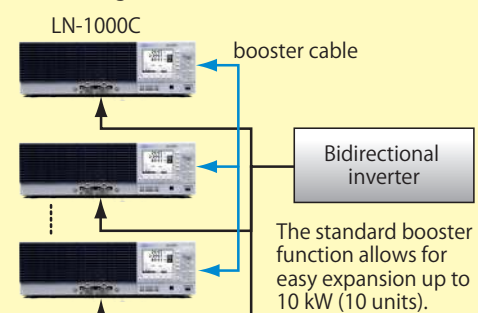 LN-1000C
booster cable
Bidirectional
inverter
The standard booster
function allows for
easy expansion up to
10 kW (10 units).